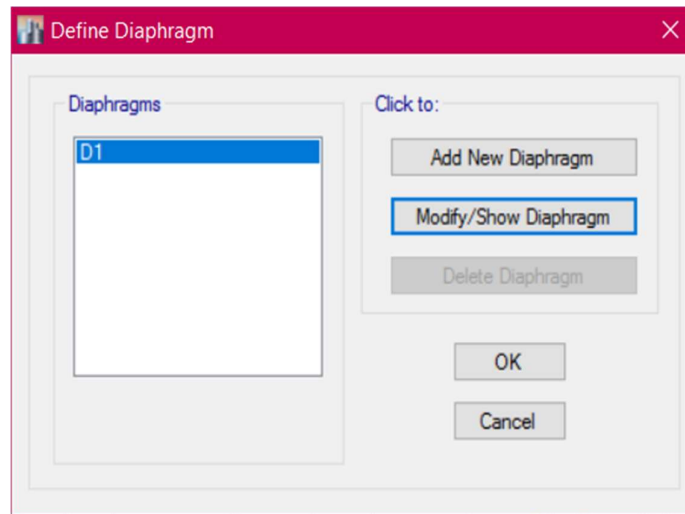 Define Diaphragm
Diaphragms
D1
Click to:
Add New Diaphragm
Modify/Show Diaphragm
Delete Diaphragm
OK
Cancel